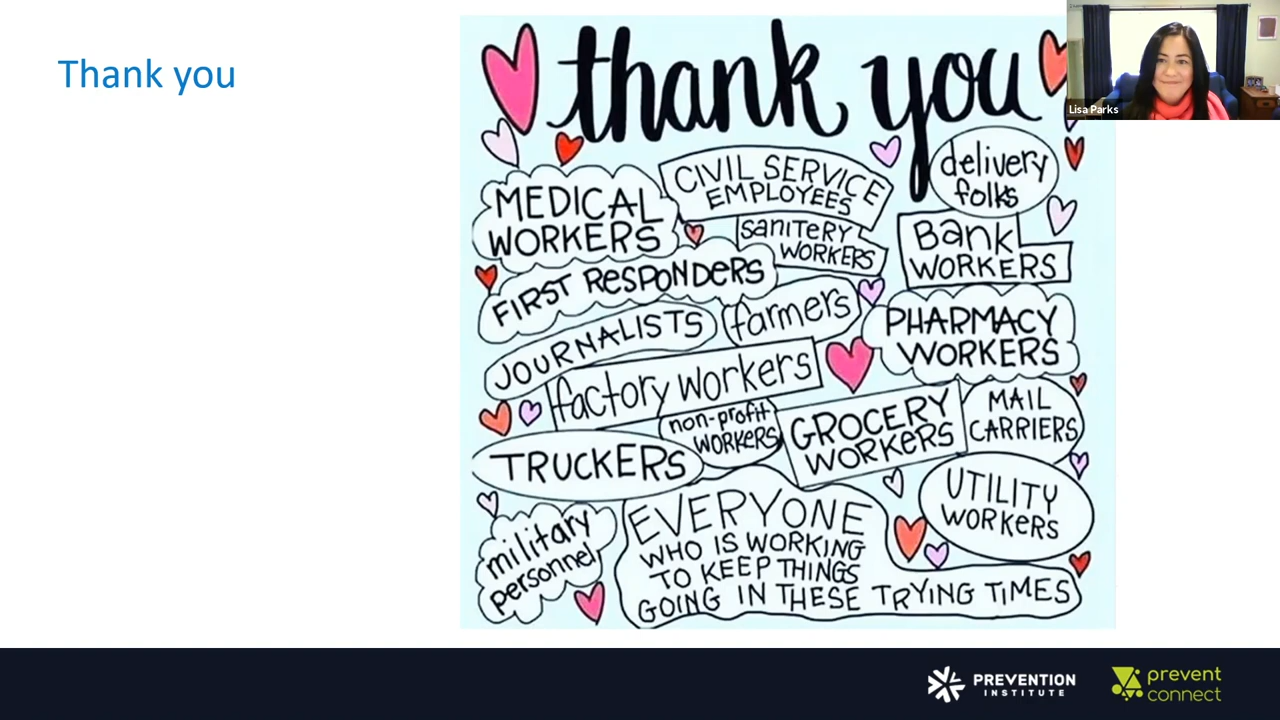 Thank you
thank you
Lisa Parks
delivery
folks
CIVIL SERVICE
EMPLOYEES
MEDICAL
WORKERS
SANITERY
WORKERS
BANK
WORKERS
FIRST RESPONDERS
JOURNALISTS
farmers
PHARMACY
WORKERS
factory workers
non-profit
WORKERS
GROCERY
WORKERS
MAIL
CARRIERS
TRUCKERS
UTILITY
WORKERS
military
personnel
EVERYONE
WHO IS WORKING
TO KEEP THINGS
GOING IN THESE TRYING TIMES
PREVENTION
INSTITUTE
prevent
connect